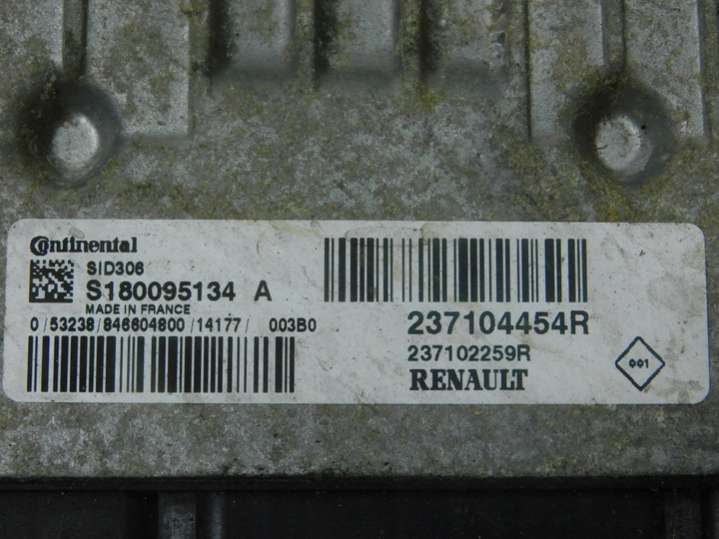 Continental
SID306
S180095134 A
MADE IN FRANCE
0/53238/846604800/14177/ 003B0
237104454R
237102259R
RENAULT
001